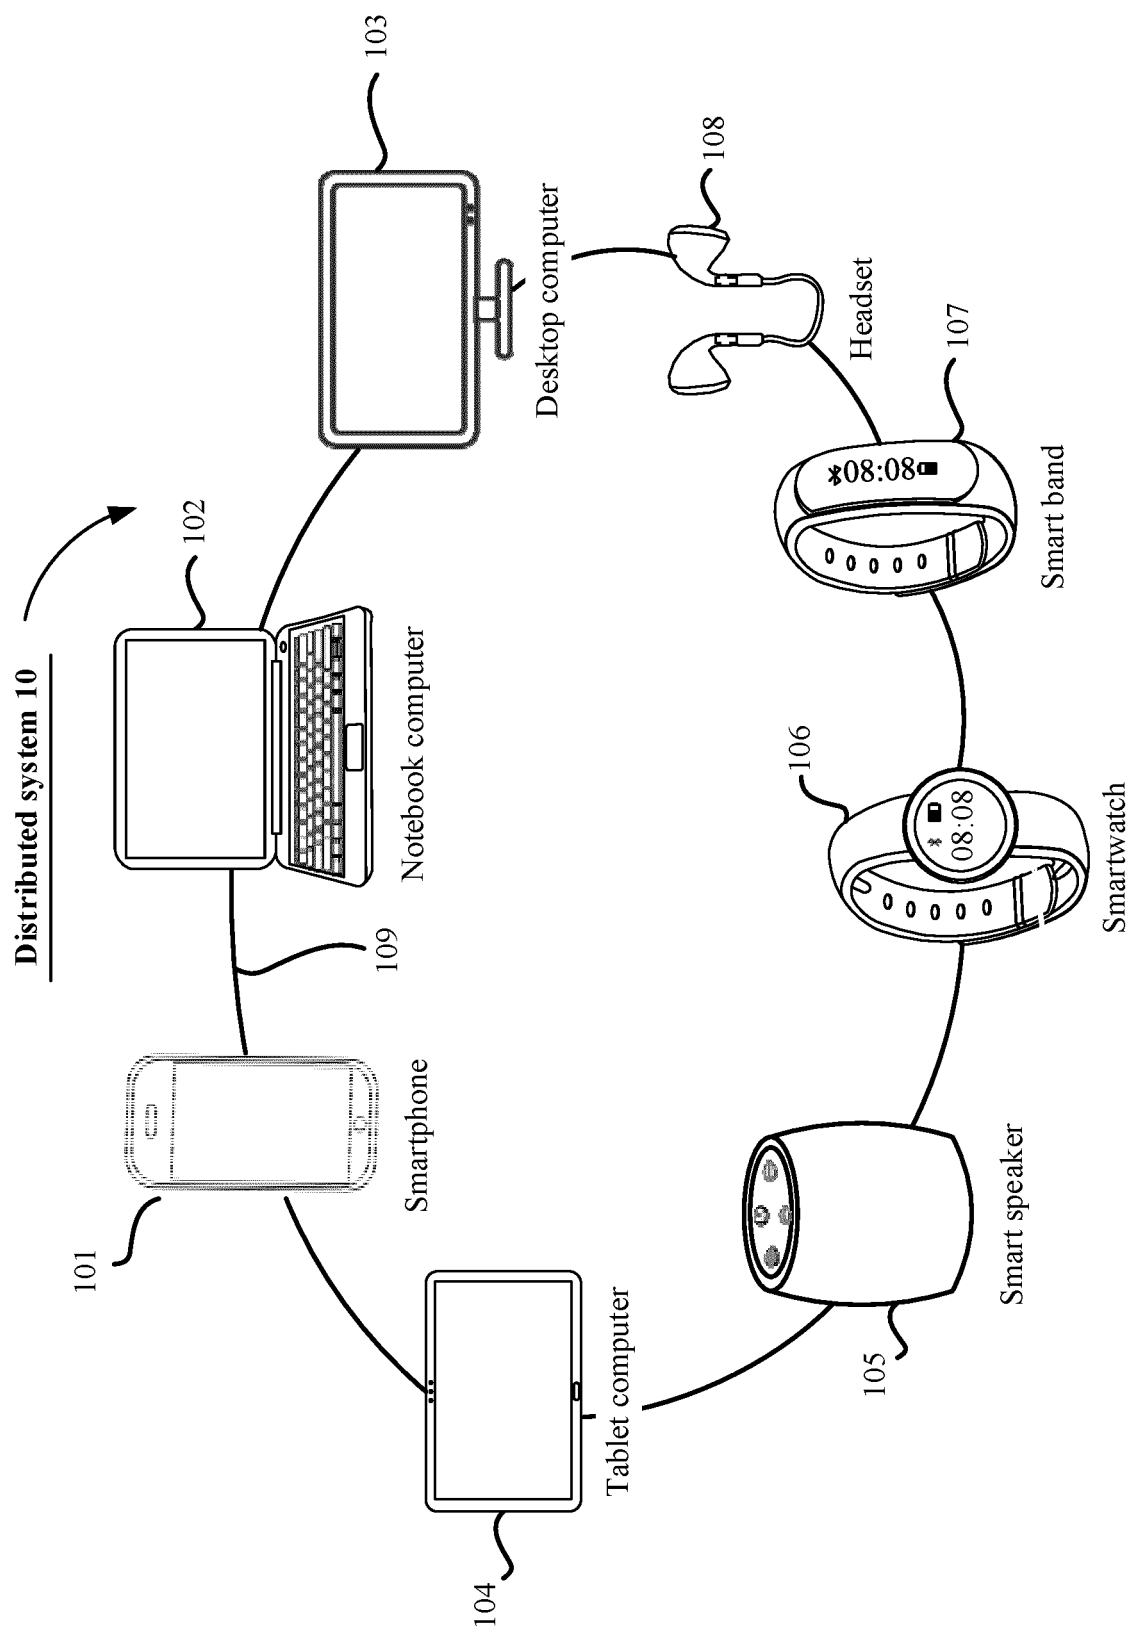 Distributed system 10
103
102
101
109
Smartphone
Notebook computer
Desktop computer
104
Tablet computer
108
Headset
105
106
107
08:08
08:08
Smart speaker
Smartwatch
Smart band